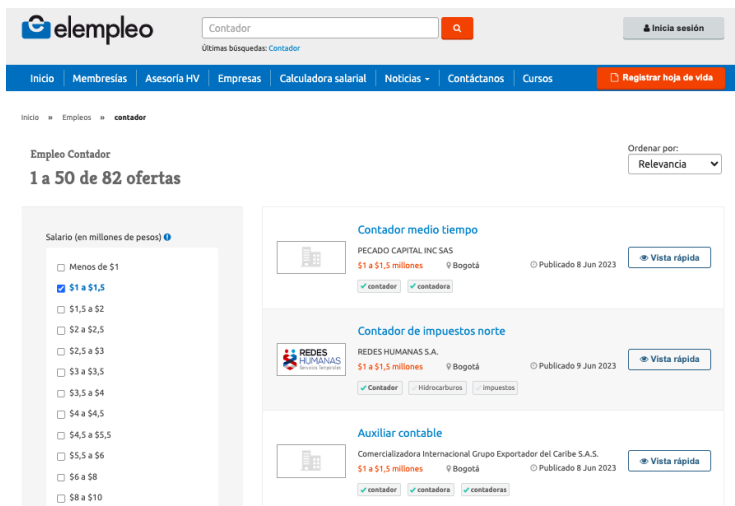 elempleo
Contador
Últimas búsquedas: Contador
Inicia sesión
Inicio Membresías Asesoría HV Empresas Calculadora salarial Noticias Contáctanos Cursos Registrar hoja de vida
Inicio » Empleos » contador
Empleo Contador
1 a 50 de 82 ofertas
Ordenar por:
Relevancia
Salario (en millones de pesos)
Menos de $1
$1 a $1,5
$1,5 a $2
$2 a $2,5
$2,5 a $3
$3 a $3,5
$3,5 a $4
$4 a $4,5
$4,5 a $5,5
$5,5 a $6
$6 a $8
$8 a $10
Contador medio tiempo
PECADO CAPITAL INC SAS
$1 a $1,5 millones Bogotá Publicado 8 Jun 2023 Vista rápida
contador contadora
REDES
HUMANAS
Servicios Temporales
Contador de impuestos norte
REDES HUMANAS S.A.
$1 a $1,5 millones Bogotá Publicado 9 Jun 2023 Vista rápida
Contador Hidrocarburos impuestos
Auxiliar contable
Comercializadora Internacional Grupo Exportador del Caribe S.A.S.
$1 a $1,5 millones Bogotá Publicado 8 Jun 2023 Vista rápida
contador contadora contadoras